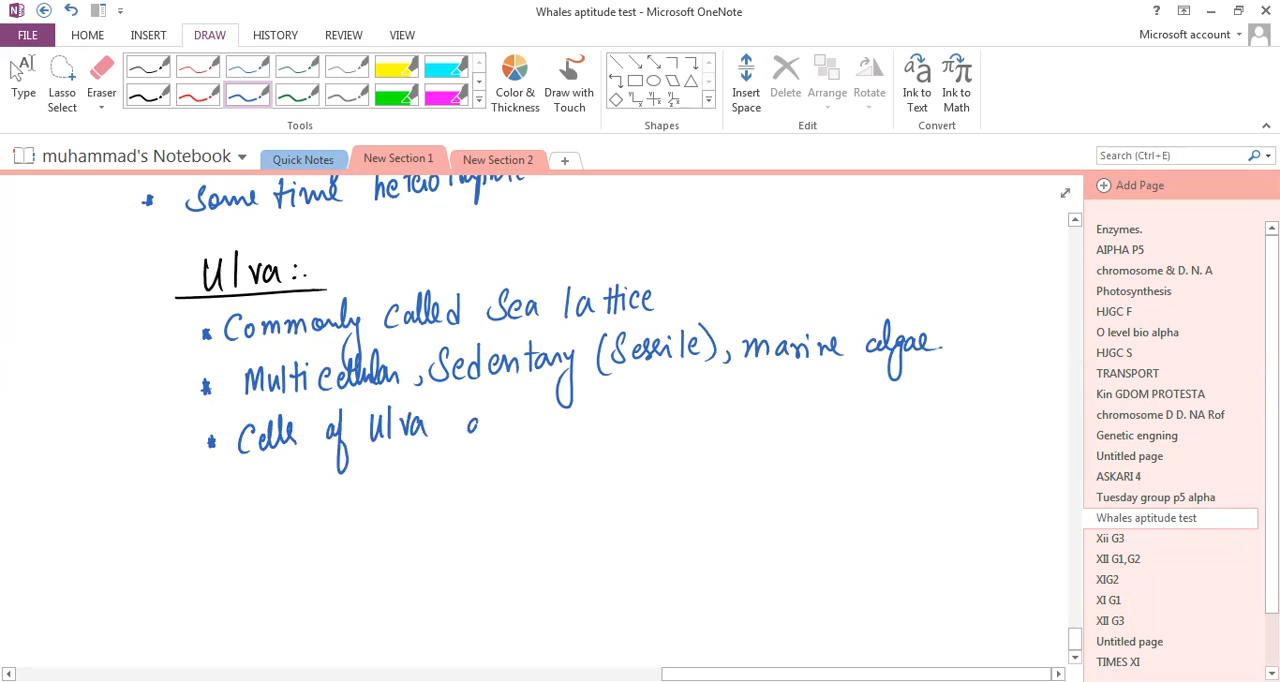 Whales aptitude test - Microsoft OneNote
FILE HOME INSERT DRAW HISTORY REVIEW VIEW
Microsoft account
Type Lasso Select Eraser Color & Thickness Draw with Touch Insert Space Delete Arrange Rotate Ink to Text Ink to Math
Tools Shapes Edit Convert
muhammad's Notebook Quick Notes New Section 1 New Section 2 Search (Ctrl+E)
Add Page
Some time
Ulva:-
Commonly called Sea lattice
Multicellular, Sedentary (Sessile), marine algae
Cells of Ulva
Enzymes.
AIPHA P5
chromosome & D. N. A
Photosynthesis
HJGC F
O level bio alpha
HJGC S
TRANSPORT
Kin GDOM PROTESTA
chromosome D D. NA Rof
Genetic engning
Untitled page
ASKARI 4
Tuesday group p5 alpha
Whales aptitude test
Xii G3
XII G1,G2
XIG2
XI G1
XII G3
Untitled page
TIMES XI